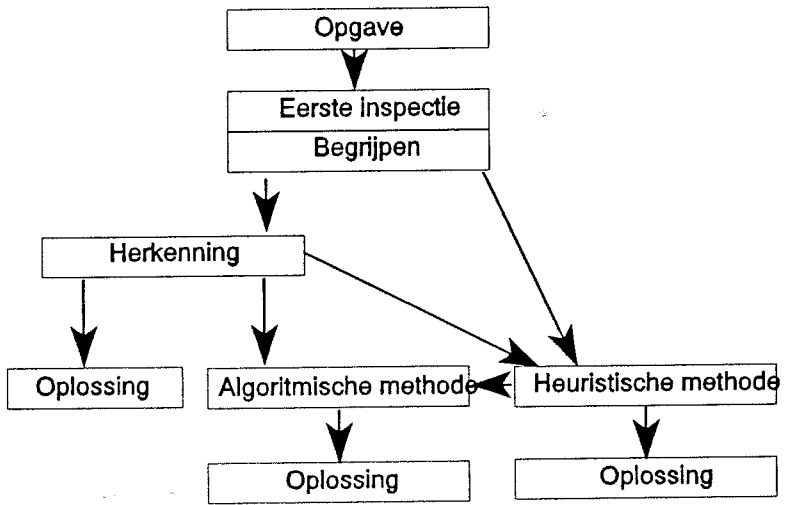 Opgave
Eerste inspectie
Begrijpen
Herkenning
Oplossing
Algoritmische methode
Heuristische methode
Oplossing
Oplossing